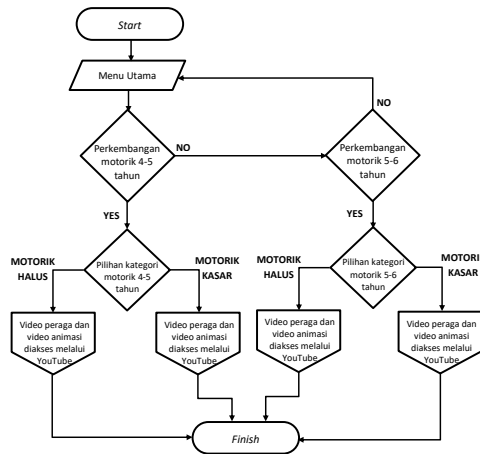 Start
Menu Utama
NO
Perkembangan
motorik 4-5
tahun
NO
Perkembangan
motorik 5-6
tahun
YES
YES
MOTORIK
HALUS
Pilihan kategori
motorik 4-5
tahun
MOTORIK
KASAR
MOTORIK
HALUS
Pilihan kategori
motorik 5-6
tahun
MOTORIK
KASAR
Video peraga dan
video animasi
diakses melalui
YouTube
Video peraga dan
video animasi
diakses melalui
YouTube
Video peraga dan
video animasi
diakses melalui
YouTube
Video peraga dan
video animasi
diakses melalui
YouTube
Finish